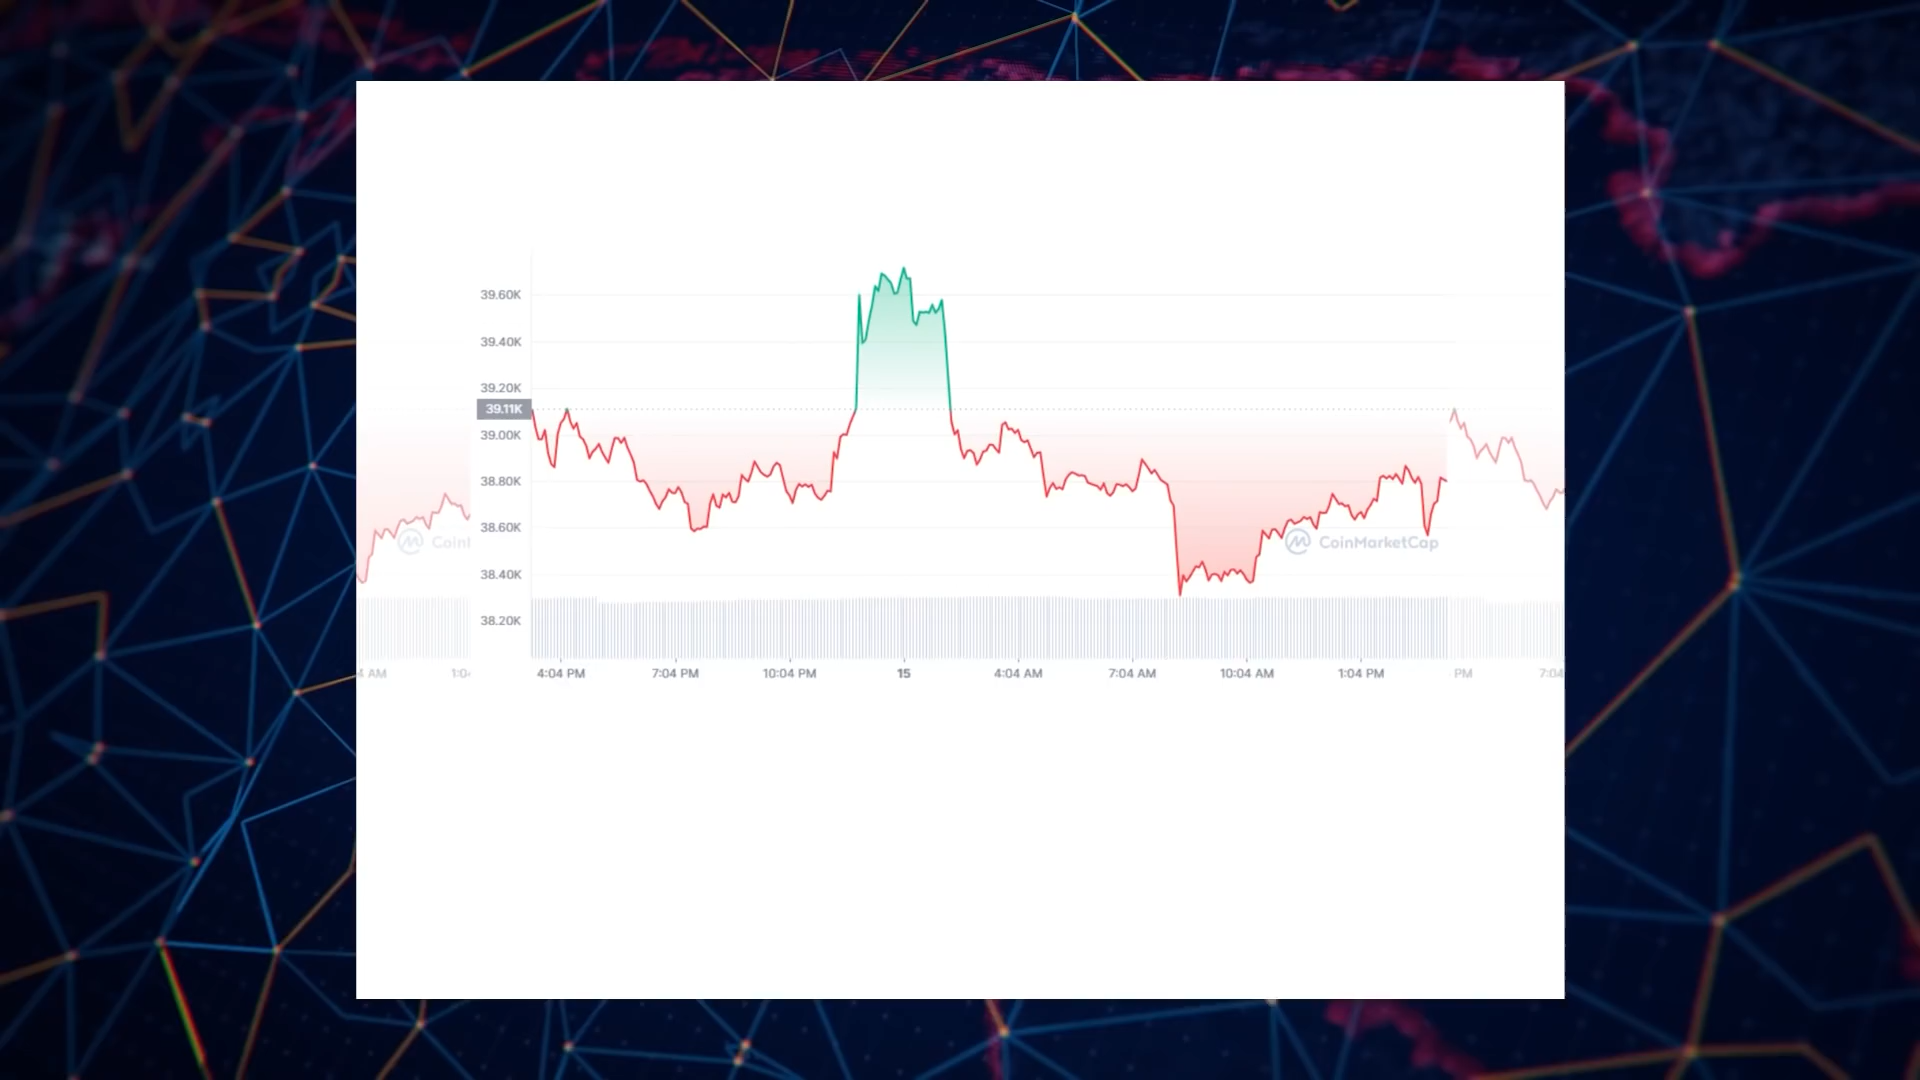 39.60K
39.40K
39.20K
39.11K
39.00K
38.80K
38.60K
CoinMarketCap
38.40K
38.20K
4:04 PM 7:04 PM 10:04 PM 15 4:04 AM 7:04 AM 10:04 AM 1:04 PM PM 7:04